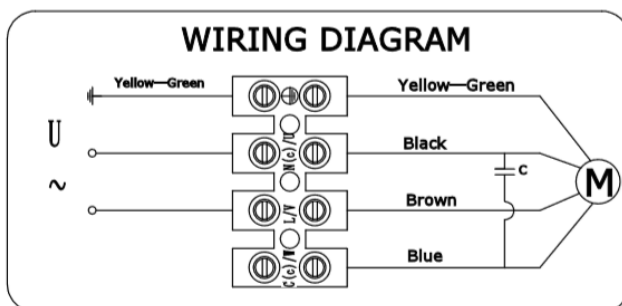 WIRING DIAGRAM
Yellow—Green
Yellow—Green
U
N(c)/U
Black
C
~
M
L/V
Brown
C(c)/W
Blue